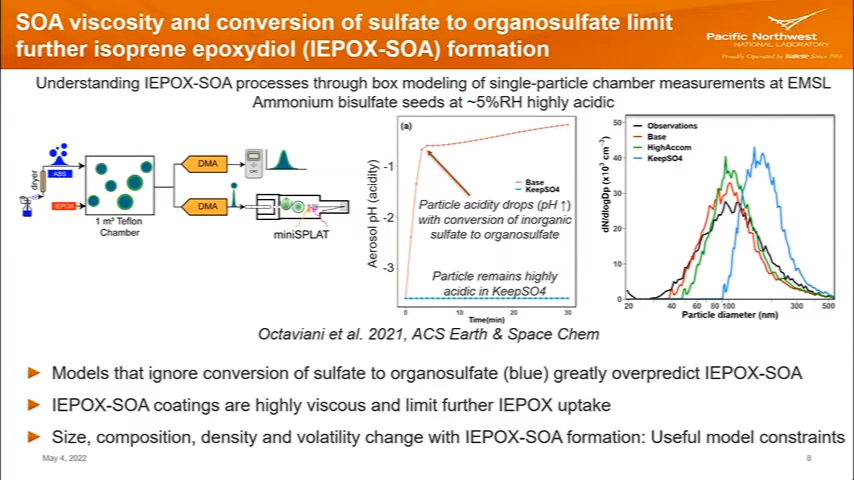 SOA viscosity and conversion of sulfate to organosulfate limit
further isoprene epoxydiol (IEPOX-SOA) formation
Pacific Northwest
NATIONAL LABORATORY
Proudly Operated by Battelle Since 1965
Understanding IEPOX-SOA processes through box modeling of single-particle chamber measurements at EMSL
Ammonium bisulfate seeds at ~5%RH highly acidic
dryer
ABS
IEPOX
1 m³ Teflon
Chamber
DMA
DMA
CPC
miniSPLAT
(a)
Aerosol pH (acidity)
-1
-2
-3
Base
KeepSO4
Particle acidity drops (pH ↑)
with conversion of inorganic
sulfate to organosulfate
Particle remains highly
acidic in KeepSO4
0
10
20
30
Time(min)
dN/dlogDp (x10³ cm⁻³)
50
40
30
20
10
0
Observations
Base
HighAccom
KeepSO4
20
40
60
80 100
300
500
Particle diameter (nm)
Octaviani et al. 2021, ACS Earth & Space Chem
Models that ignore conversion of sulfate to organosulfate (blue) greatly overpredict IEPOX-SOA
IEPOX-SOA coatings are highly viscous and limit further IEPOX uptake
Size, composition, density and volatility change with IEPOX-SOA formation: Useful model constraints
May 4, 2022
8